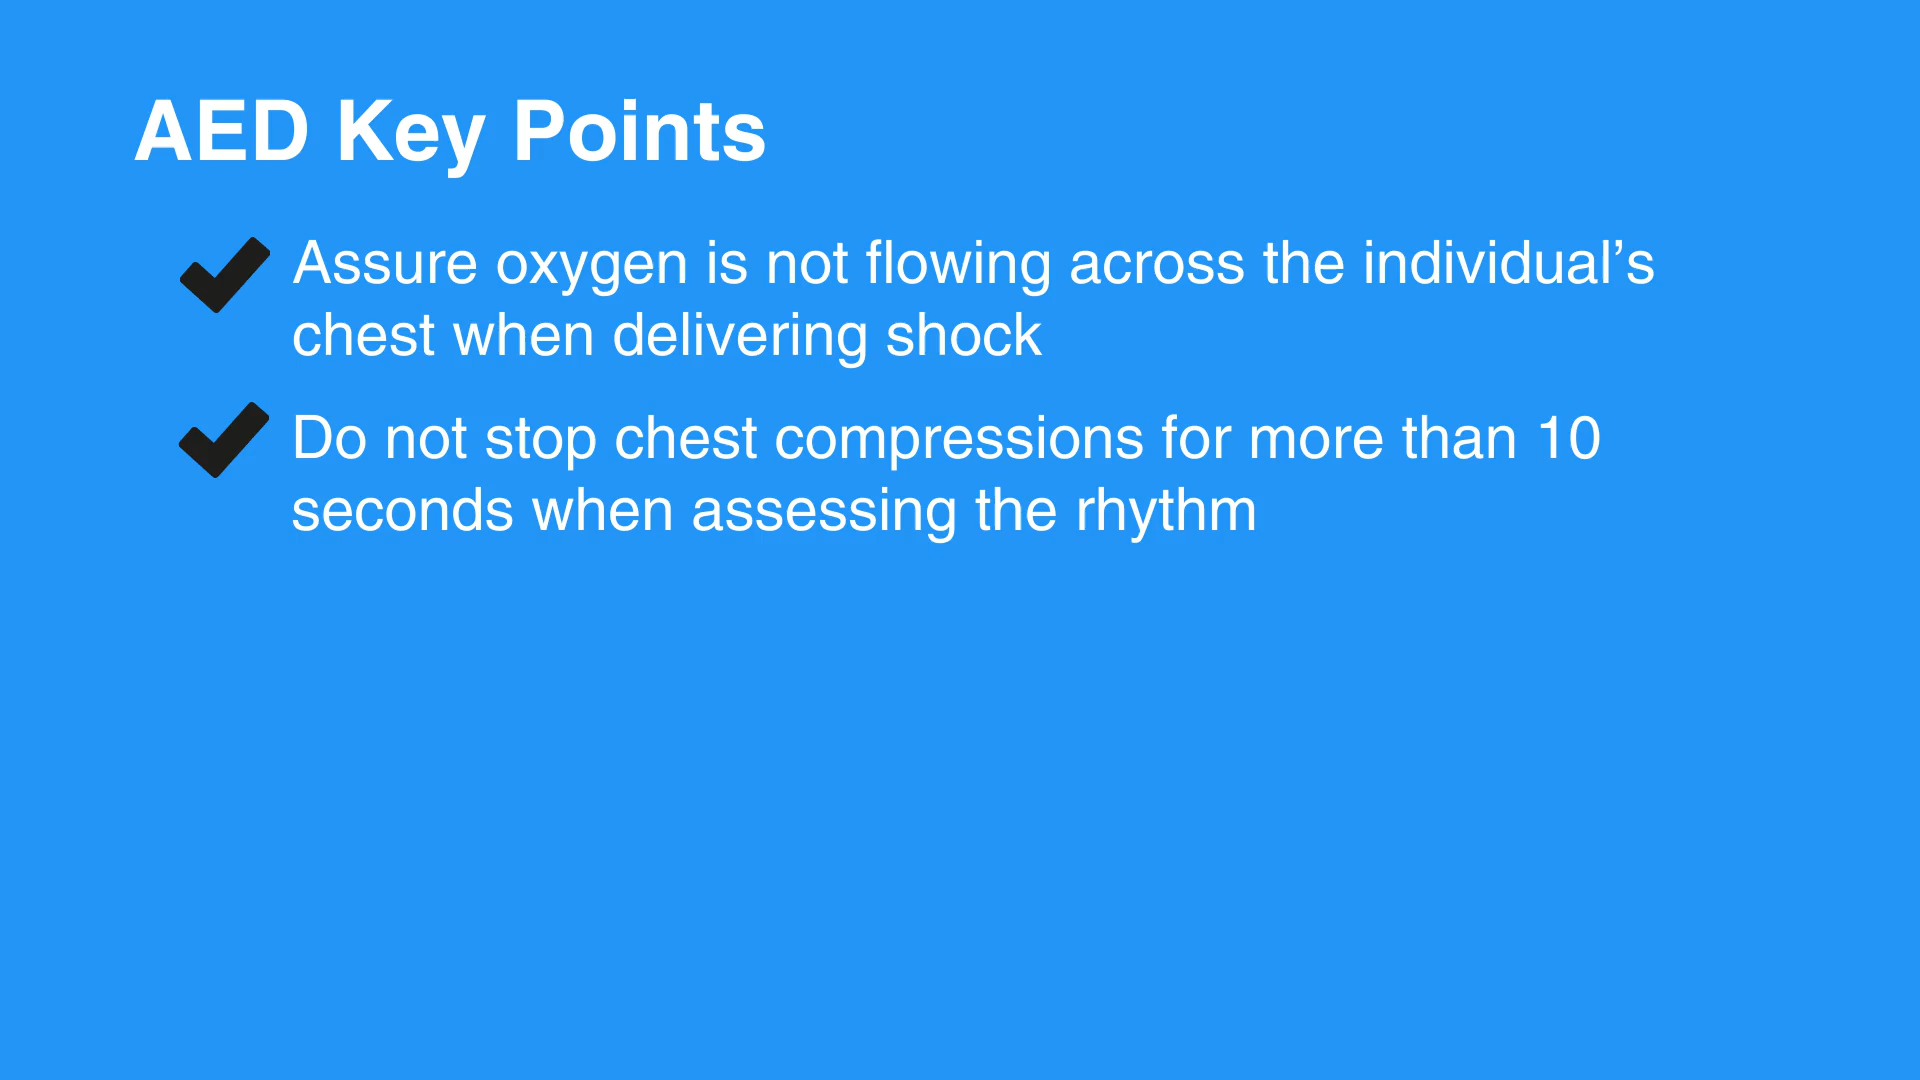 AED Key Points
Assure oxygen is not flowing across the individual’s
chest when delivering shock
Do not stop chest compressions for more than 10
seconds when assessing the rhythm